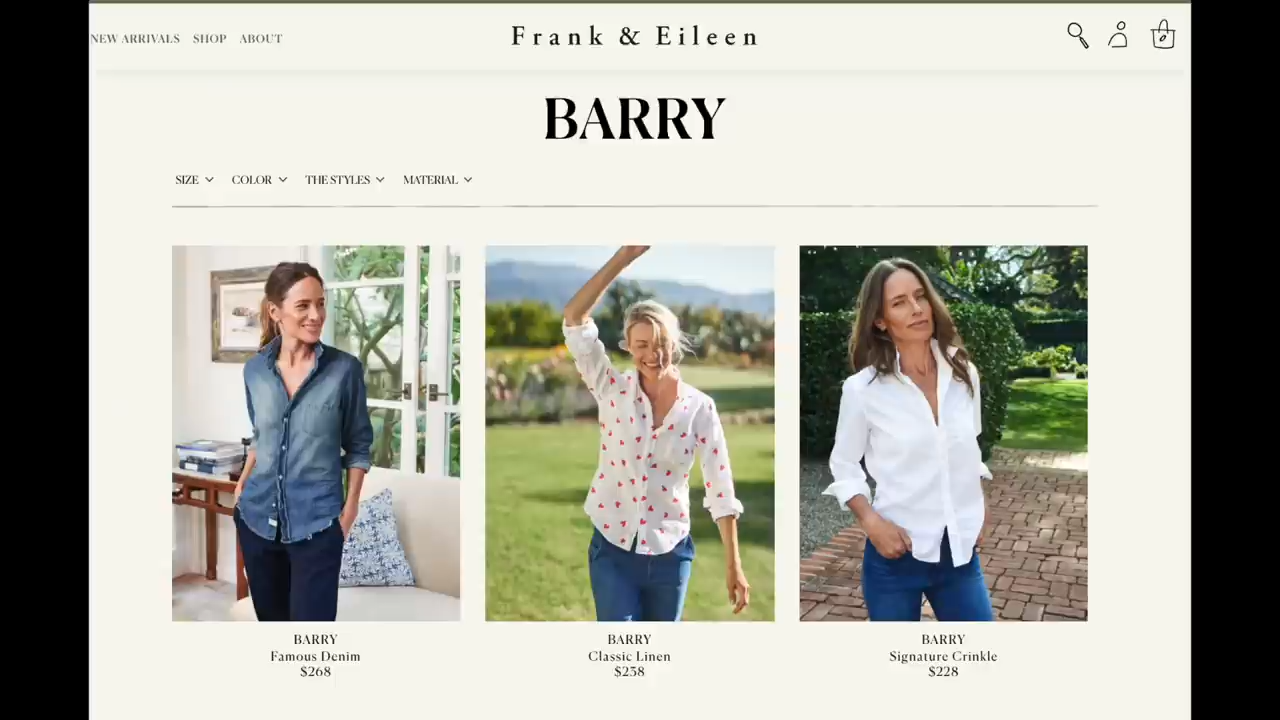 NEW ARRIVALS SHOP ABOUT
Frank & Eileen
BARRY
SIZE COLOR THE STYLES MATERIAL
BARRY
Famous Denim
$268
BARRY
Classic Linen
$238
BARRY
Signature Crinkle
$228